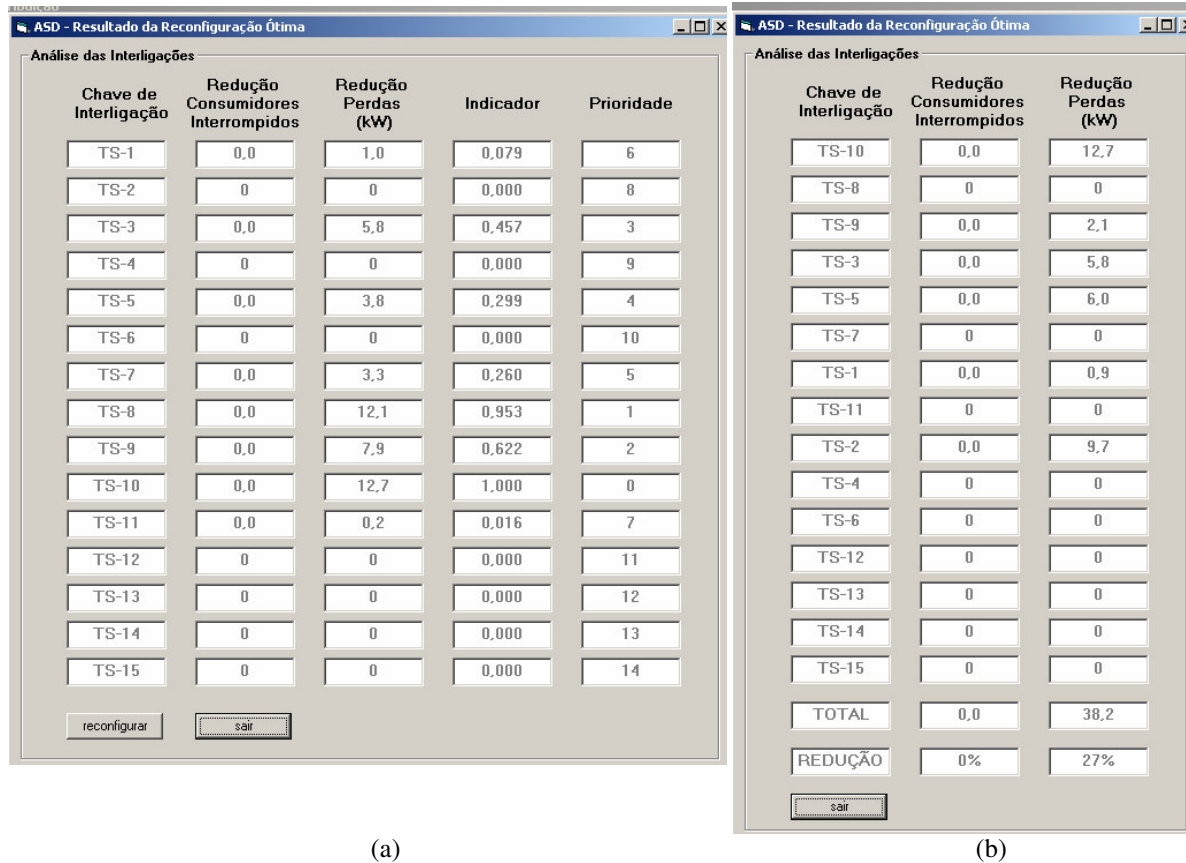 ASD - Resultado da Reconfiguração Ótima
Análise das Interligações
Chave de Interligação Redução Consumidores Interrompidos Redução Perdas (kW) Indicador Prioridade
TS-1 0,0 1,0 0,079 6
TS-2 0 0 0,000 8
TS-3 0,0 5,8 0,457 3
TS-4 0 0 0,000 9
TS-5 0,0 3,8 0,299 4
TS-6 0 0 0,000 10
TS-7 0,0 3,3 0,260 5
TS-8 0,0 12,1 0,953 1
TS-9 0,0 7,9 0,622 2
TS-10 0,0 12,7 1,000 0
TS-11 0,0 0,2 0,016 7
TS-12 0 0 0,000 11
TS-13 0 0 0,000 12
TS-14 0 0 0,000 13
TS-15 0 0 0,000 14
reconfigurar sair
(a)
ASD - Resultado da Reconfiguração Ótima
Análise das Interligações
Chave de Interligação Redução Consumidores Interrompidos Redução Perdas (kW)
TS-10 0,0 12,7
TS-8 0 0
TS-9 0,0 2,1
TS-3 0,0 5,8
TS-5 0,0 6,0
TS-7 0 0
TS-1 0,0 0,9
TS-11 0 0
TS-2 0,0 9,7
TS-4 0 0
TS-6 0 0
TS-12 0 0
TS-13 0 0
TS-14 0 0
TS-15 0 0
TOTAL 0,0 38,2
REDUÇÃO 0% 27%
sair
(b)